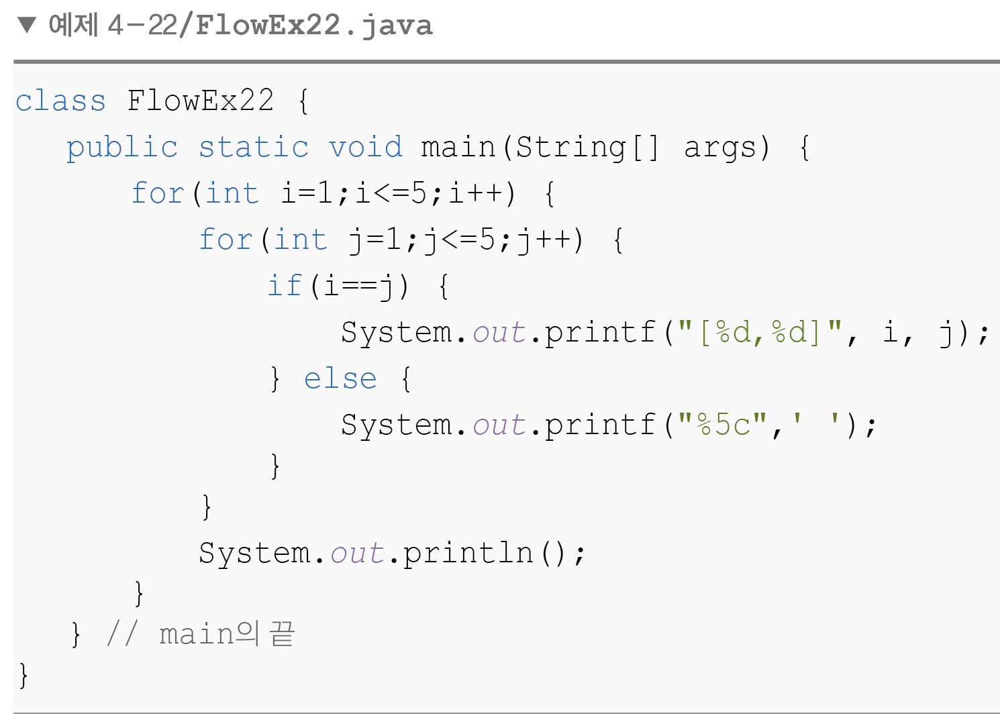 ▼ 예제 4-22/FlowEx22.java
class FlowEx22 {
    public static void main(String[] args) {
        for(int i=1;i<=5;i++) {
            for(int j=1;j<=5;j++) {
                if(i==j) {
                    System.out.printf("[%d,%d]", i, j);
                } else {
                    System.out.printf("%5c",' ');
                }
            }
            System.out.println();
        }
    } // main의 끝
}